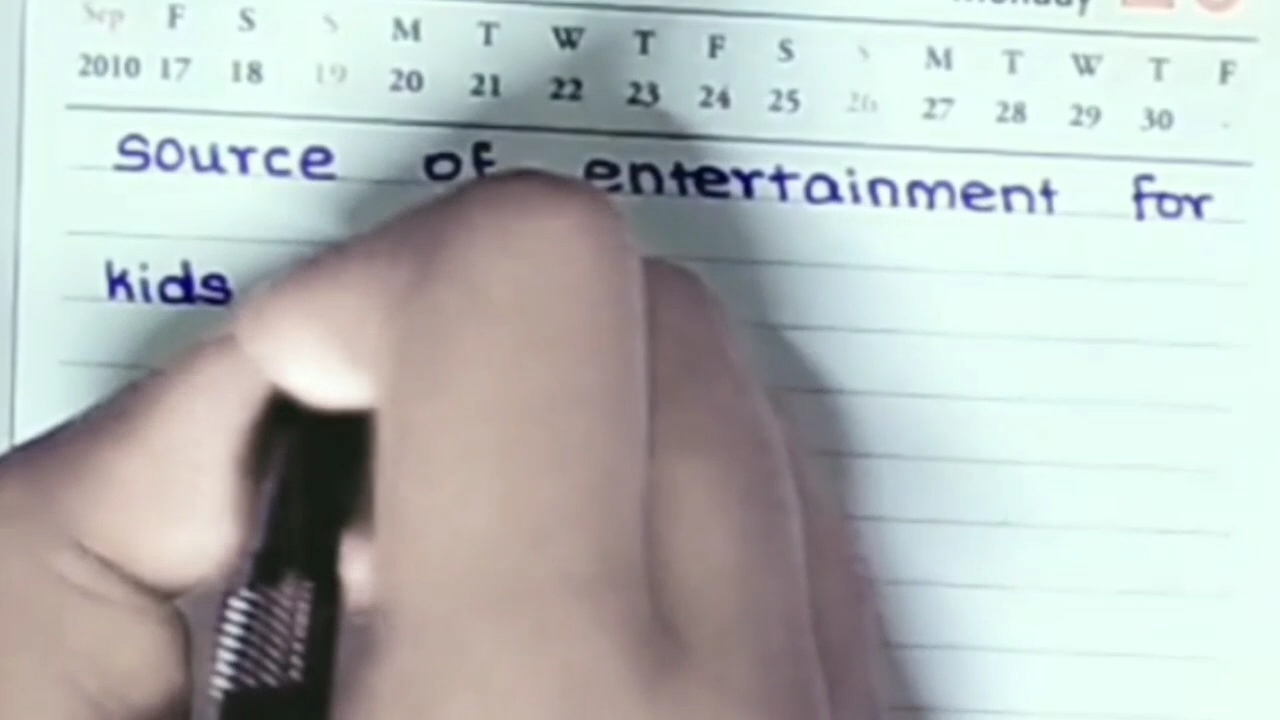 Monday
Sep F S S M T W T F S S M T W T F
2010 17 18 19 20 21 22 23 24 25 26 27 28 29 30
source of entertainment for
kids